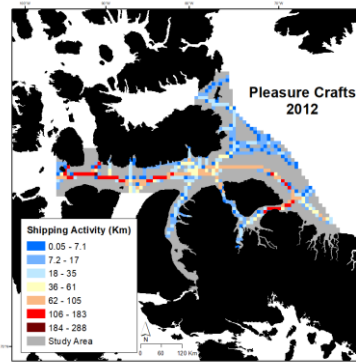 Pleasure Crafts
2012
Shipping Activity (Km)
0.05 - 7.1
7.2 - 17
18 - 35
36 - 61
62 - 105
106 - 183
184 - 288
Study Area
N
0
60
120 Km